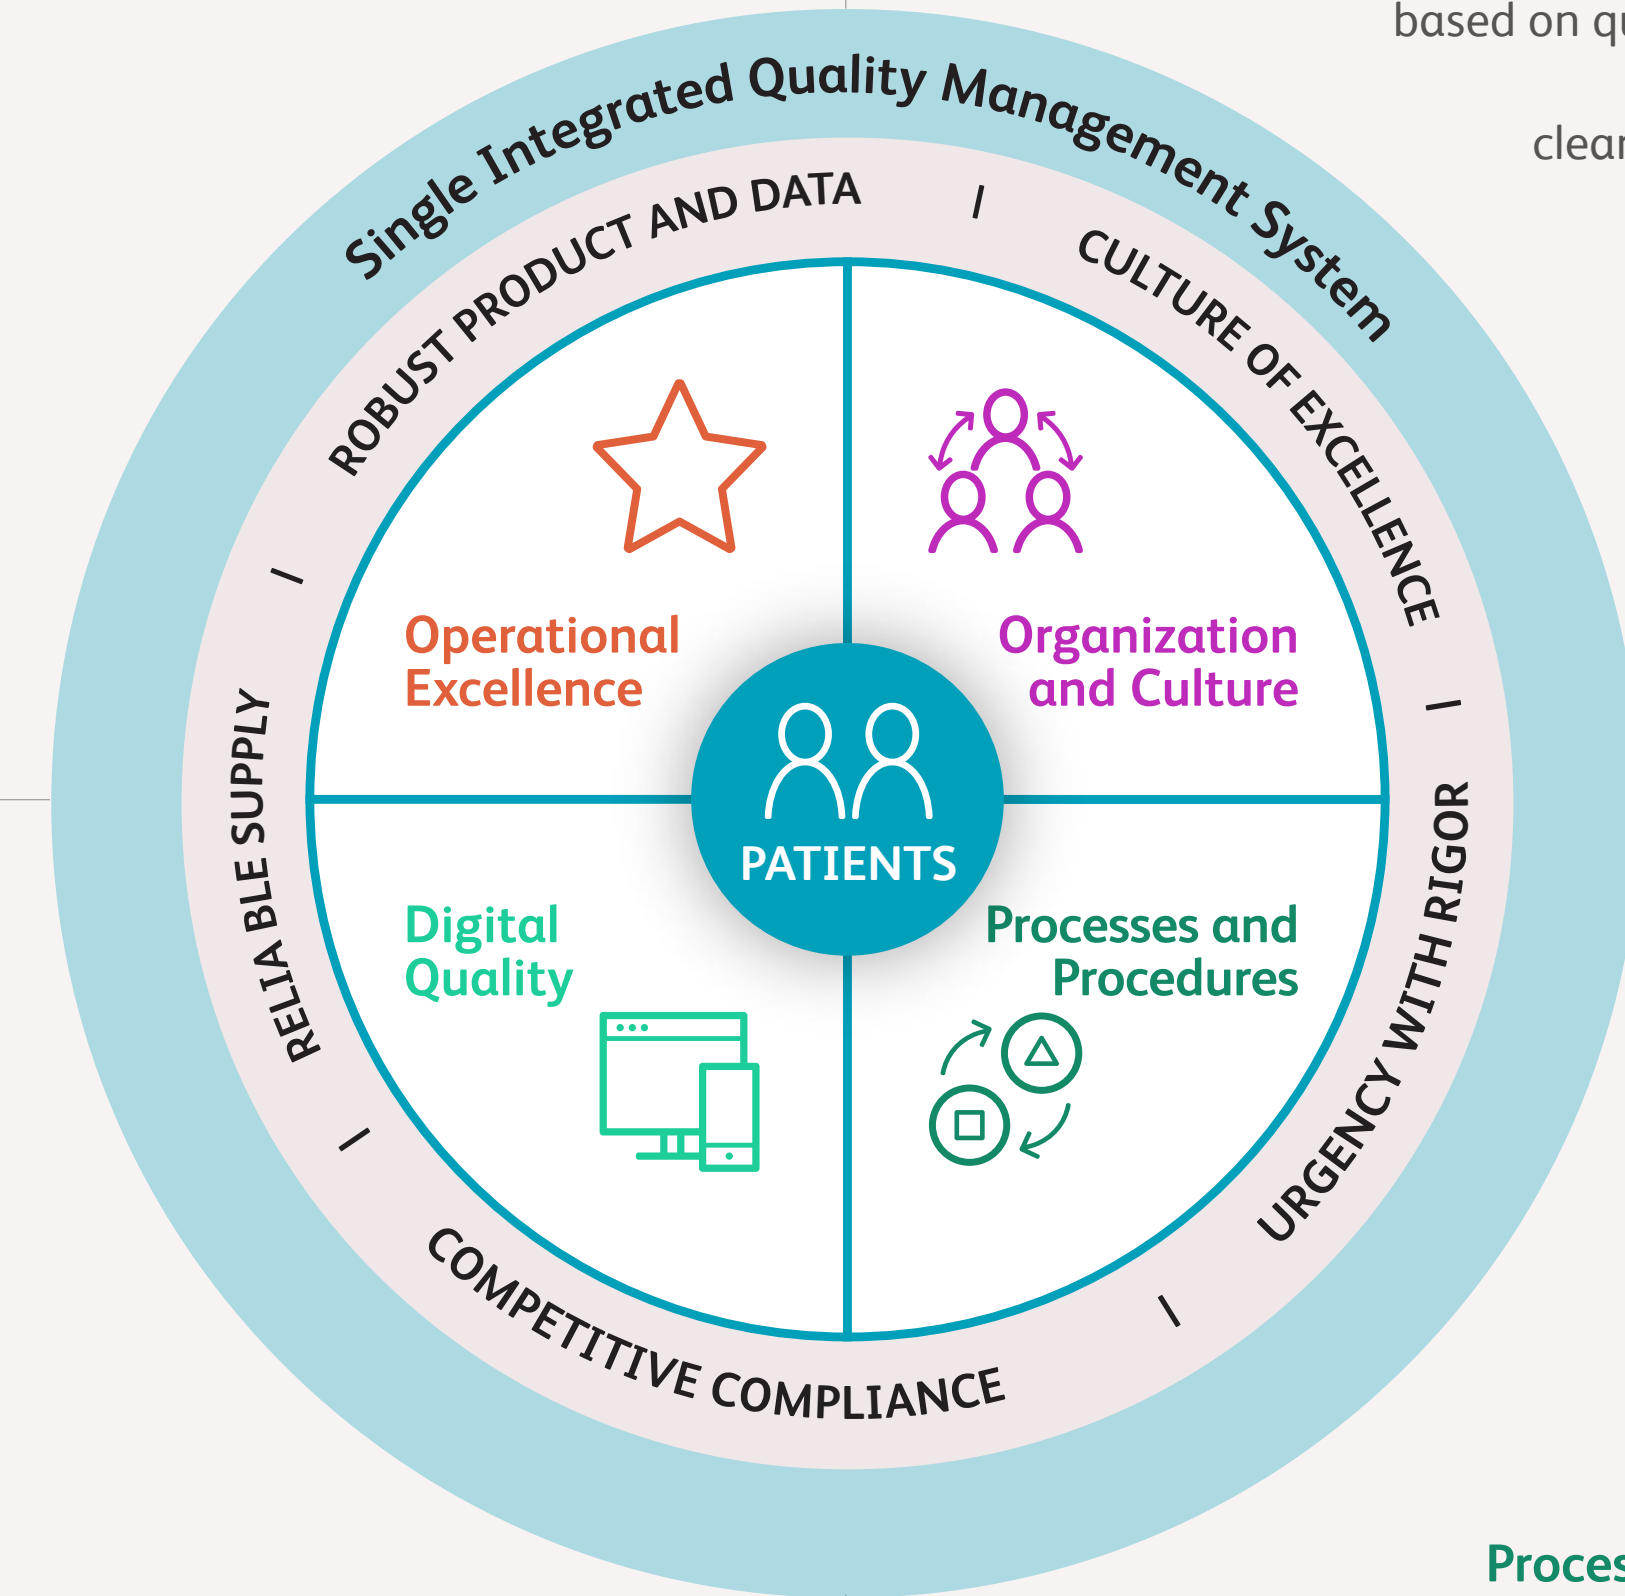 based on
clear
Single Integrated Quality Management System
ROBUST PRODUCT AND DATA
CULTURE OF EXCELLENCE
URGENCY WITH RIGOR
COMPETITIVE COMPLIANCE
RELIA BLE SUPPLY
Operational
Excellence
Organization
and Culture
PATIENTS
Digital
Quality
Processes and
Procedures